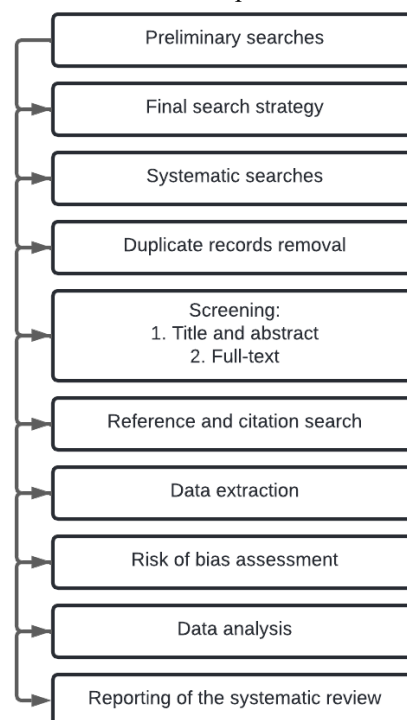 Preliminary searches
Final search strategy
Systematic searches
Duplicate records removal
Screening:
1. Title and abstract
2. Full-text
Reference and citation search
Data extraction
Risk of bias assessment
Data analysis
Reporting of the systematic review